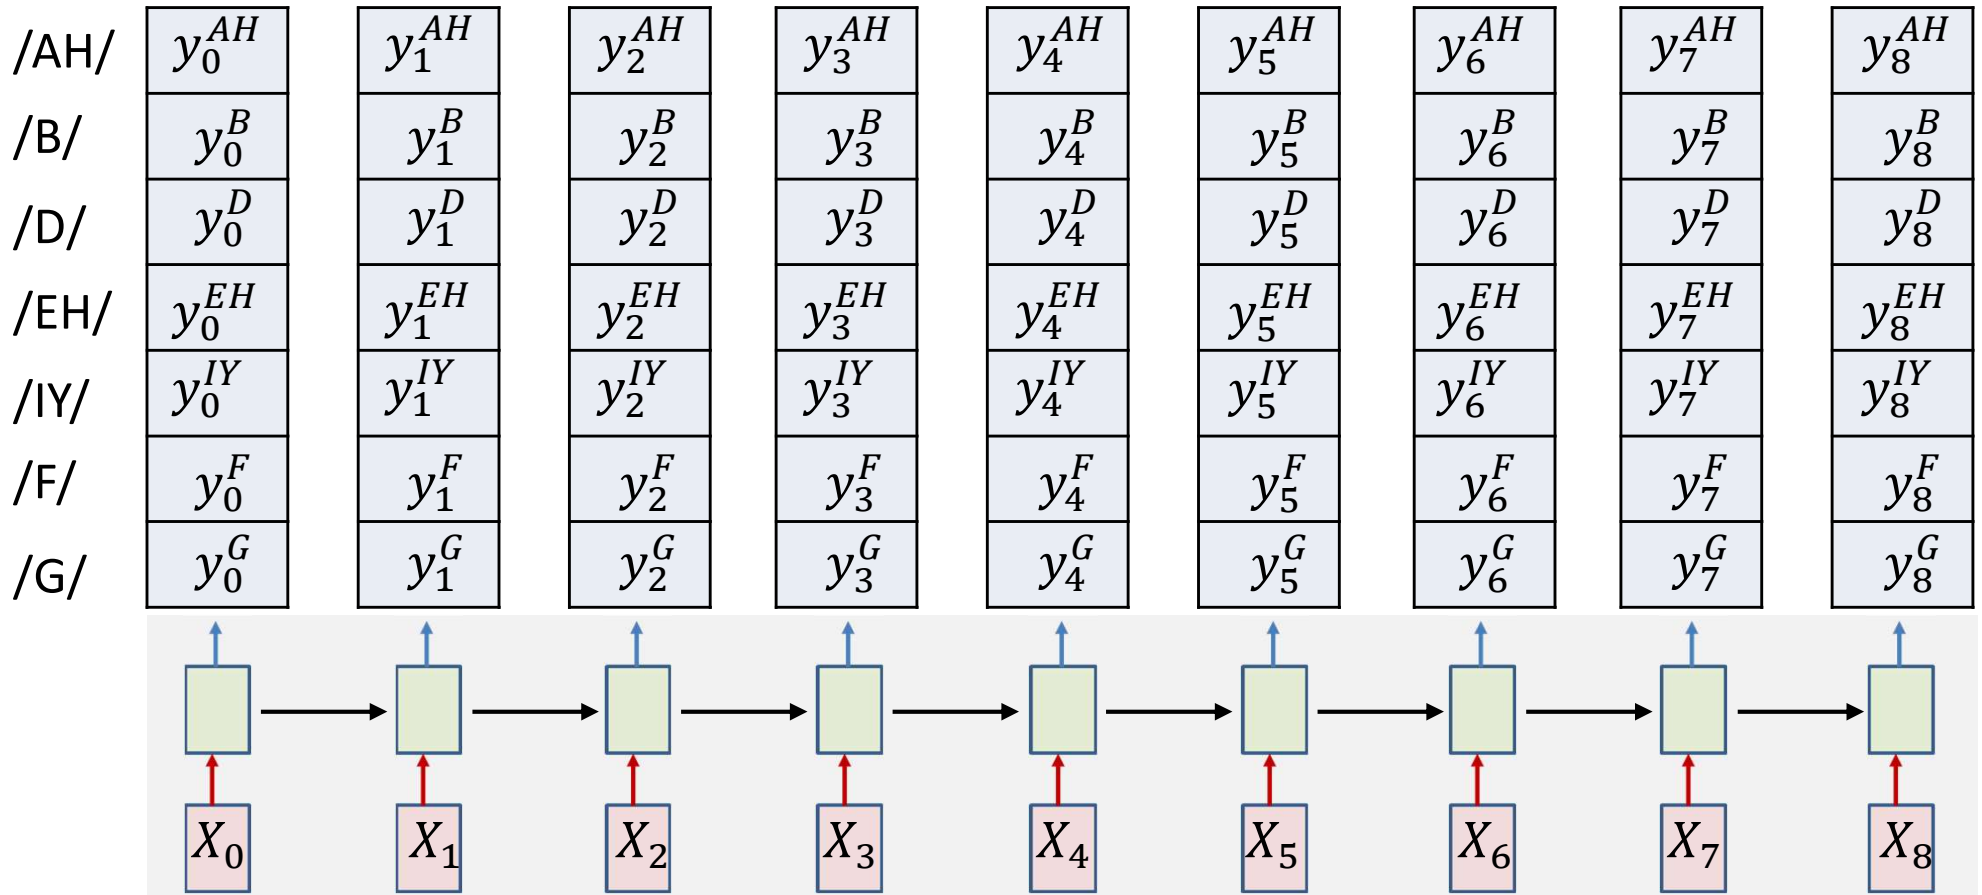 /AH/ y_0^{AH} y_1^{AH} y_2^{AH} y_3^{AH} y_4^{AH} y_5^{AH} y_6^{AH} y_7^{AH} y_8^{AH}
/B/ y_0^B y_1^B y_2^B y_3^B y_4^B y_5^B y_6^B y_7^B y_8^B
/D/ y_0^D y_1^D y_2^D y_3^D y_4^D y_5^D y_6^D y_7^D y_8^D
/EH/ y_0^{EH} y_1^{EH} y_2^{EH} y_3^{EH} y_4^{EH} y_5^{EH} y_6^{EH} y_7^{EH} y_8^{EH}
/IY/ y_0^{IY} y_1^{IY} y_2^{IY} y_3^{IY} y_4^{IY} y_5^{IY} y_6^{IY} y_7^{IY} y_8^{IY}
/F/ y_0^F y_1^F y_2^F y_3^F y_4^F y_5^F y_6^F y_7^F y_8^F
/G/ y_0^G y_1^G y_2^G y_3^G y_4^G y_5^G y_6^G y_7^G y_8^G
X_0 X_1 X_2 X_3 X_4 X_5 X_6 X_7 X_8